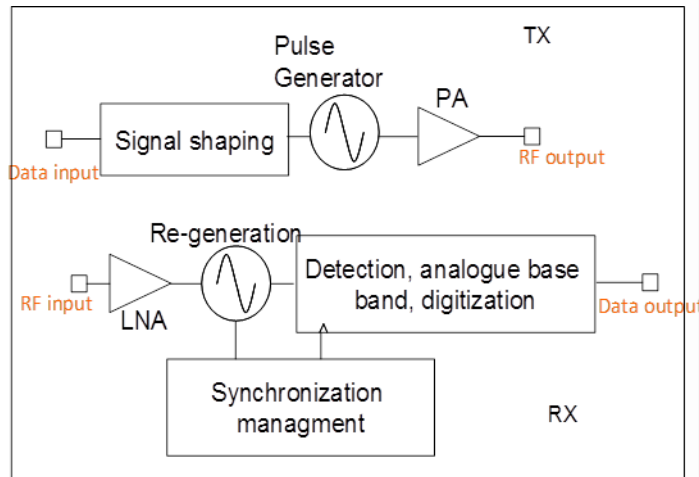 TX
Pulse
Generator
PA
Signal shaping
Data input
RF output
Re-generation
Detection, analogue base
band, digitization
RF input
LNA
Data output
Synchronization
managment
RX